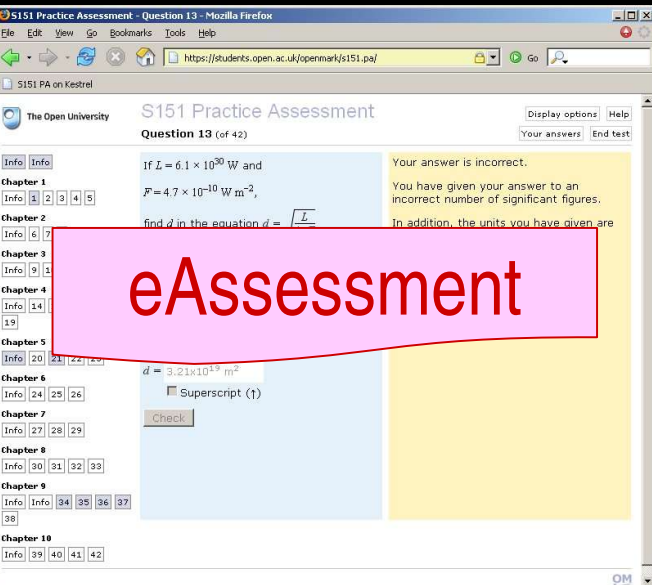 S151 Practice Assessment - Question 13 - Mozilla Firefox
File Edit View Go Bookmarks Tools Help
https://students.open.ac.uk/openmark/s151.pa/ Go
S151 PA on Kestrel
The Open University
S151 Practice Assessment
Display options Help
Question 13 (of 42)
Your answers End test
Info Info
Chapter 1
Info 1 2 3 4 5
Chapter 2
Info 6 7
Chapter 3
Info 9
Chapter 4
Info 14
19
Chapter 5
Info 20 21 22 23
Chapter 6
Info 24 25 26
Chapter 7
Info 27 28 29
Chapter 8
Info 30 31 32 33
Chapter 9
Info Info 34 35 36 37
38
Chapter 10
Info 39 40 41 42
If L = 6.1 × 10³⁰ W and
F = 4.7 × 10⁻¹⁰ W m⁻²,
find d in the equation d = √L
d = 3.21x10¹⁹ m²
Superscript (↑)
Check
Your answer is incorrect.
You have given your answer to an
incorrect number of significant figures.
In addition, the units you have given are
eAssessment
OM